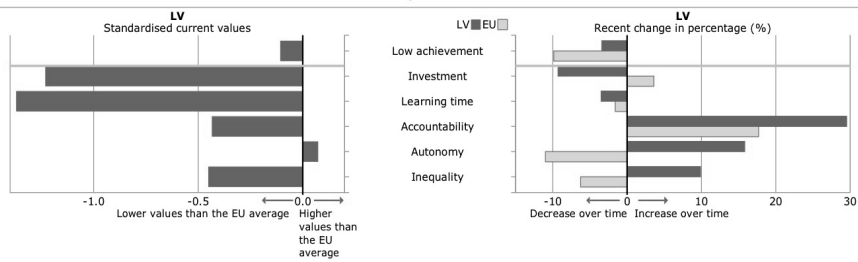 LV
Standardised current values
LV EU
LV
Recent change in percentage (%)
Low achievement
Investment
Learning time
Accountability
Autonomy
Inequality
-1.0 -0.5 0.0
Lower values than the EU average
Higher
values than
the EU
average
-10 0 10 20 30
Decrease over time Increase over time